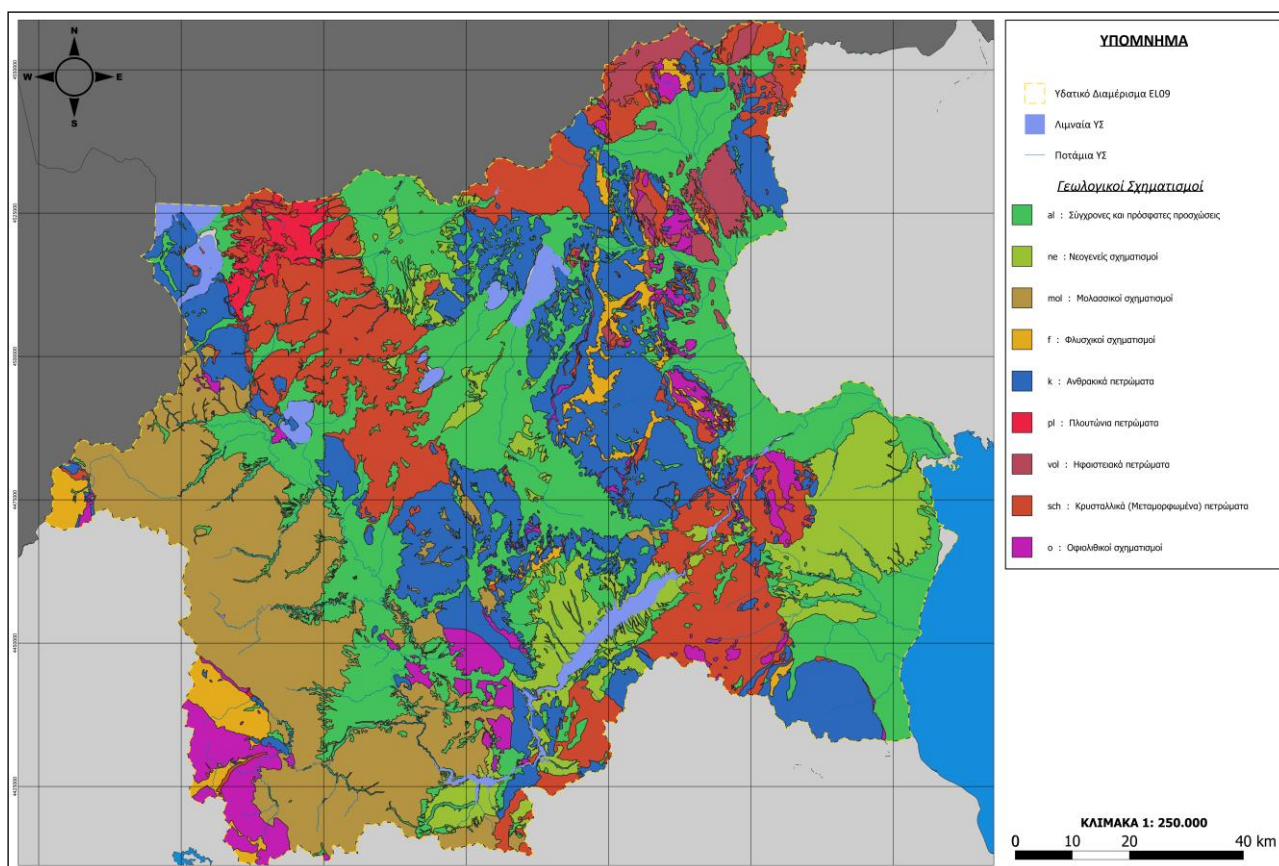 N
W E
S
ΥΠΟΜΝΗΜΑ
Υδατικό Διαμέρισμα EL09
Λιμναία ΥΣ
Ποτάμια ΥΣ
Γεωλογικοί Σχηματισμοί
al : Σύγχρονες και πρόσφατες προσχώσεις
ne : Νεογενείς σχηματισμοί
mol : Μολασσικοί σχηματισμοί
f : Φλυσχικοί σχηματισμοί
k : Ανθρακικά πετρώματα
pl : Πλουτώνια πετρώματα
vol : Ηφαιστειακά πετρώματα
sch : Κρυσταλλικά (Μεταμορφωμένα) πετρώματα
o : Οφιολιθικοί σχηματισμοί
ΚΛΙΜΑΚΑ 1: 250.000
0 10 20 40 km